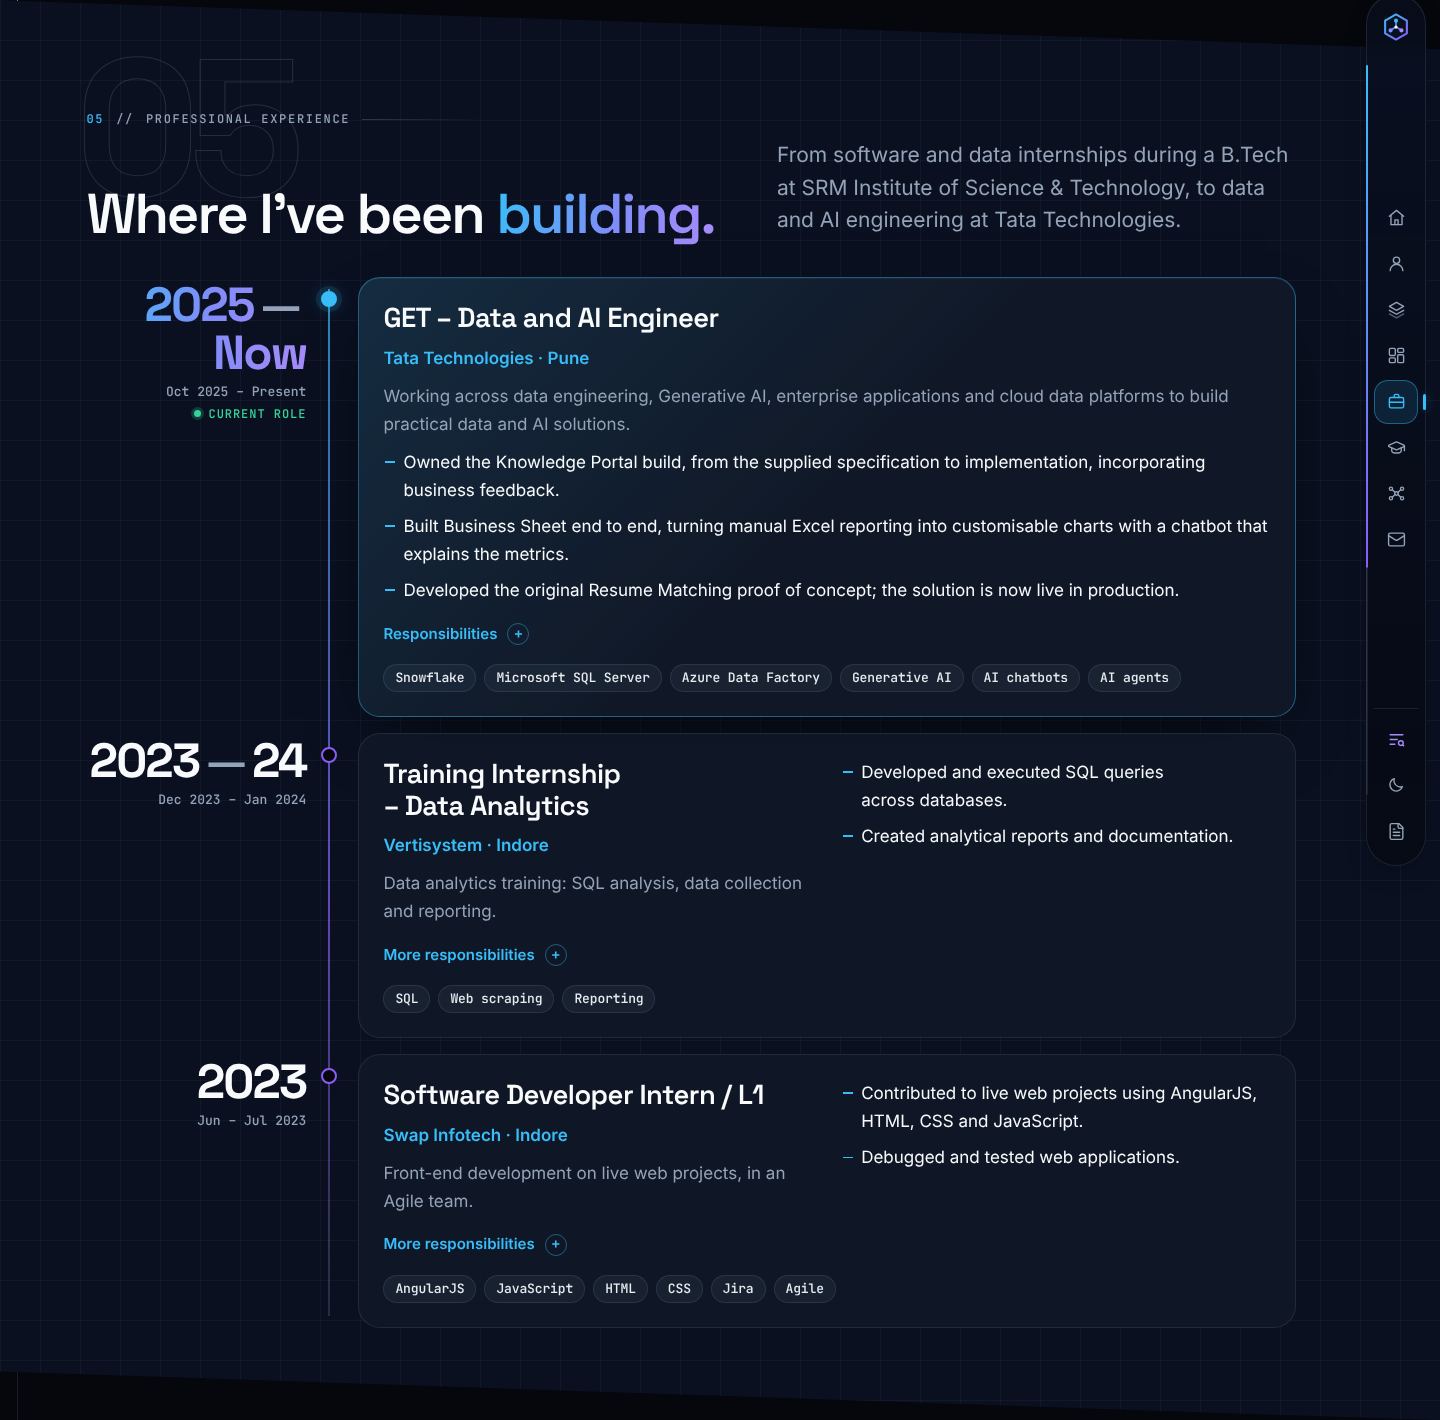 05
05 // PROFESSIONAL EXPERIENCE
Where I've been building.
From software and data internships during a B.Tech
at SRM Institute of Science & Technology, to data
and AI engineering at Tata Technologies.
2025 —
Now
Oct 2025 – Present
CURRENT ROLE
GET – Data and AI Engineer
Tata Technologies · Pune
Working across data engineering, Generative AI, enterprise applications and cloud data platforms to build
practical data and AI solutions.
– Owned the Knowledge Portal build, from the supplied specification to implementation, incorporating
business feedback.
– Built Business Sheet end to end, turning manual Excel reporting into customisable charts with a chatbot that
explains the metrics.
– Developed the original Resume Matching proof of concept; the solution is now live in production.
Responsibilities +
Snowflake Microsoft SQL Server Azure Data Factory Generative AI AI chatbots AI agents
2023 — 24
Dec 2023 – Jan 2024
Training Internship
– Data Analytics
Vertisystem · Indore
Data analytics training: SQL analysis, data collection
and reporting.
More responsibilities +
SQL Web scraping Reporting
– Developed and executed SQL queries
across databases.
– Created analytical reports and documentation.
2023
Jun – Jul 2023
Software Developer Intern / L1
Swap Infotech · Indore
Front-end development on live web projects, in an
Agile team.
More responsibilities +
AngularJS JavaScript HTML CSS Jira Agile
– Contributed to live web projects using AngularJS,
HTML, CSS and JavaScript.
– Debugged and tested web applications.